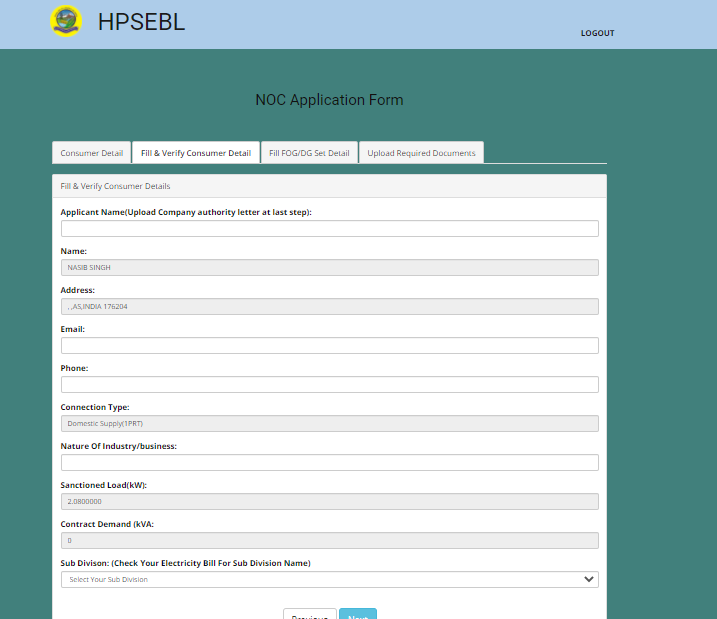 HPSEBL
LOGOUT
NOC Application Form
Consumer Detail
Fill & Verify Consumer Detail
Fill FOG/DG Set Detail
Upload Required Documents
Fill & Verify Consumer Details
Applicant Name(Upload Company authority letter at last step):
Name:
NASIB SINGH
Address:
, ,AS,INDIA 176204
Email:
Phone:
Connection Type:
Domestic Supply(1PRT)
Nature Of Industry/business:
Sanctioned Load(kW):
2.0800000
Contract Demand (kVA:
0
Sub Divison: (Check Your Electricity Bill For Sub Division Name)
Select Your Sub Division
Previous
Next